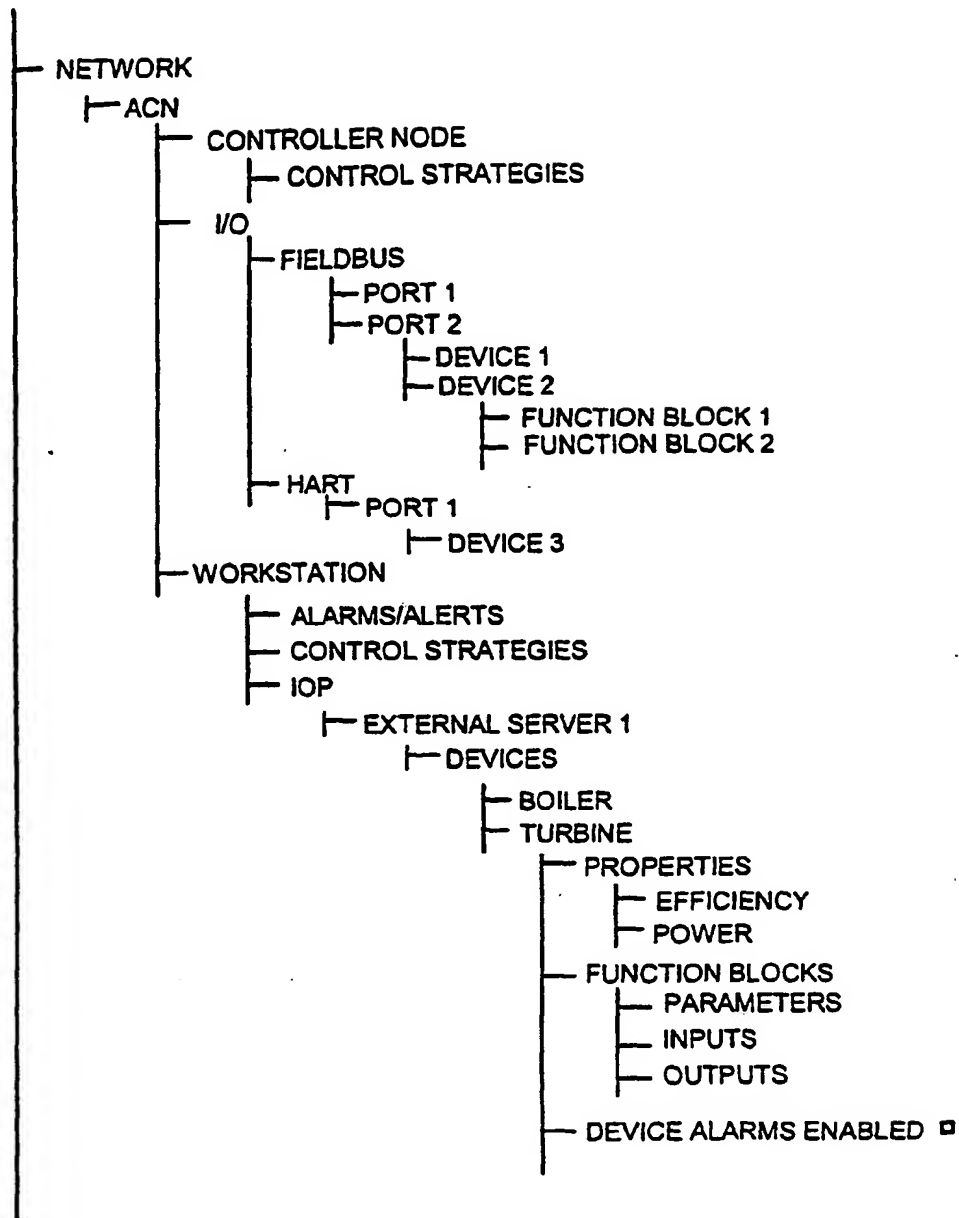 NETWORK
ACN
CONTROLLER NODE
CONTROL STRATEGIES
I/O
FIELDBUS
PORT 1
PORT 2
DEVICE 1
DEVICE 2
FUNCTION BLOCK 1
FUNCTION BLOCK 2
HART
PORT 1
DEVICE 3
WORKSTATION
ALARMS/ALERTS
CONTROL STRATEGIES
IOP
EXTERNAL SERVER 1
DEVICES
BOILER
TURBINE
PROPERTIES
EFFICIENCY
POWER
FUNCTION BLOCKS
PARAMETERS
INPUTS
OUTPUTS
DEVICE ALARMS ENABLED